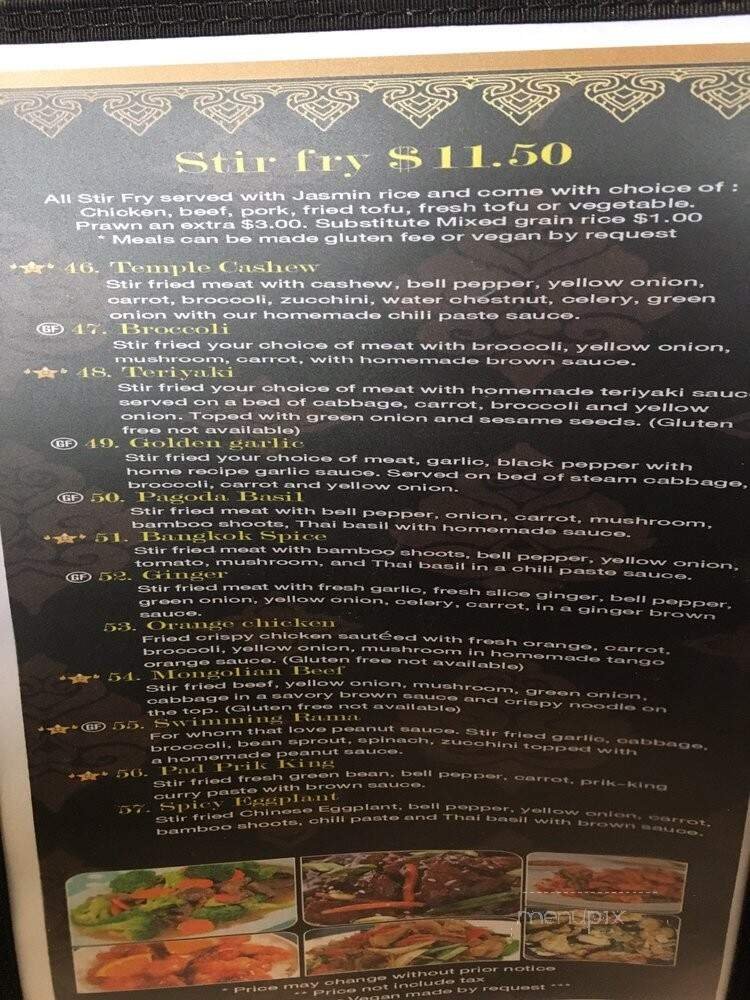 Stir fry $11.50
All Stir Fry served with Jasmin rice and come with choice of :
Chicken, beef, pork, fried tofu, fresh tofu or vegetable.
Prawn an extra $3.00. Substitute Mixed grain rice $1.00
* Meals can be made gluten fee or vegan by request
46. Temple Cashew
Stir fried meat with cashew, bell pepper, yellow onion,
carrot, broccoli, zucchini, water chestnut, celery, green
onion with our homemade chili paste sauce.
GF 47. Broccoli
Stir fried your choice of meat with broccoli, yellow onion,
mushroom, carrot, with homemade brown sauce.
48. Teriyaki
Stir fried your choice of meat with homemade teriyaki sauc
served on a bed of cabbage, carrot, broccoli and yellow
onion. Toped with green onion and sesame seeds. (Gluten
free not available)
GF 49. Golden garlic
Stir fried your choice of meat, garlic, black pepper with
home recipe garlic sauce. Served on bed of steam cabbage,
broccoli, carrot and yellow onion.
GF 50. Pagoda Basil
Stir fried meat with bell pepper, onion, carrot, mushroom,
bamboo shoots, Thai basil with homemade sauce.
51. Bangkok Spice
Stir fried meat with bamboo shoots, bell pepper, yellow onion,
tomato, mushroom, and Thai basil in a chili paste sauce.
GF 52. Ginger
Stir fried meat with fresh garlic, fresh slice ginger, bell pepper,
green onion, yellow onion, celery, carrot, in a ginger brown
sauce.
53. Orange chicken
Fried crispy chicken sautéed with fresh orange, carrot,
broccoli, yellow onion, mushroom in homemade tango
orange sauce. (Gluten free not available)
54. Mongolian Beef
Stir fried beef, yellow onion, mushroom, green onion,
cabbage in a savory brown sauce and crispy noodle on
the top. (Gluten free not available)
GF 55. Swimming Rama
For whom that love peanut sauce. Stir fried garlic, cabbage,
broccoli, bean sprout, spinach, zucchini topped with
a homemade peanut sauce.
56. Pad Prik King
Stir fried fresh green bean, bell pepper, carrot, prik-king
curry paste with brown sauce.
57. Spicy Eggplant
Stir fried Chinese Eggplant, bell pepper, yellow onion, carrot,
bamboo shoots, chili paste and Thai basil with brown sauce.
menupix
* Price may change without prior notice
** Price not include tax
Vegan made by request ***